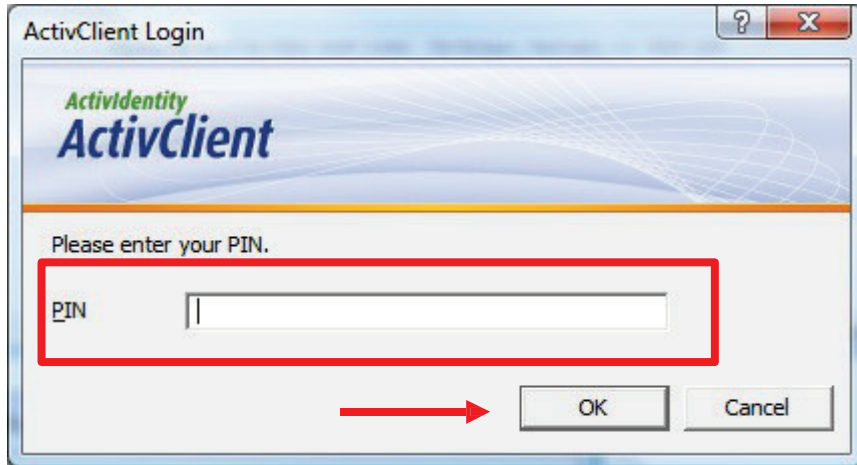 ActivClient Login
ActivIdentity
ActivClient
Please enter your PIN.
PIN
OK
Cancel